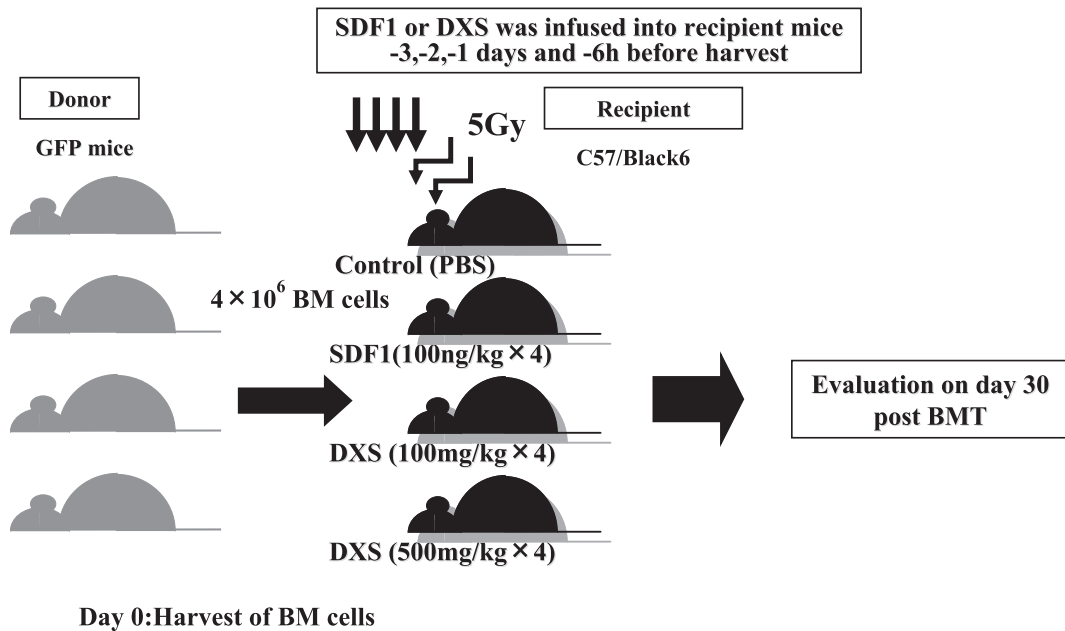 SDF1 or DXS was infused into recipient mice
-3,-2,-1 days and -6h before harvest
Donor
GFP mice
5Gy
Recipient
C57/Black6
Control (PBS)
4×10⁶ BM cells
SDF1(100ng/kg×4)
DXS (100mg/kg×4)
DXS (500mg/kg×4)
Evaluation on day 30
post BMT
Day 0:Harvest of BM cells